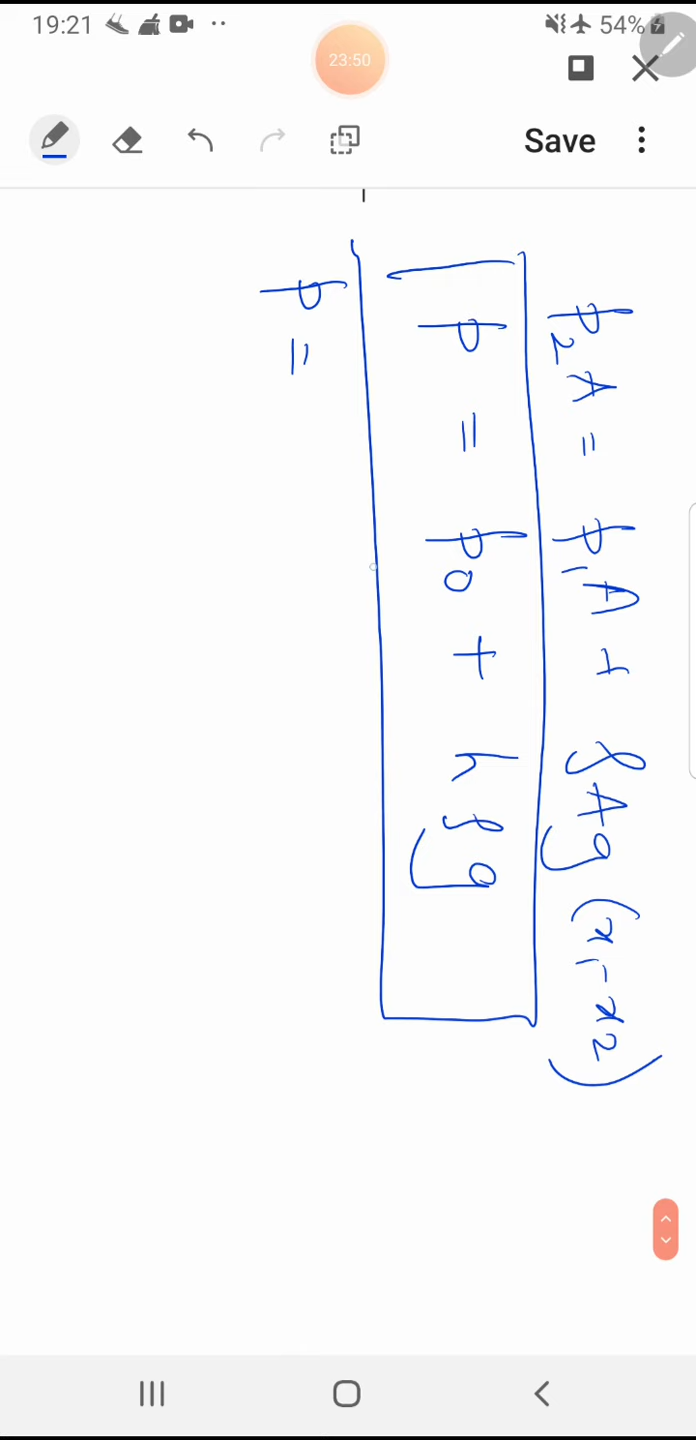 19:21
54%
23:50
Save
p₂A = p₁A + ρAg (x₁-x₂)
p = p₀ + hρg
p =